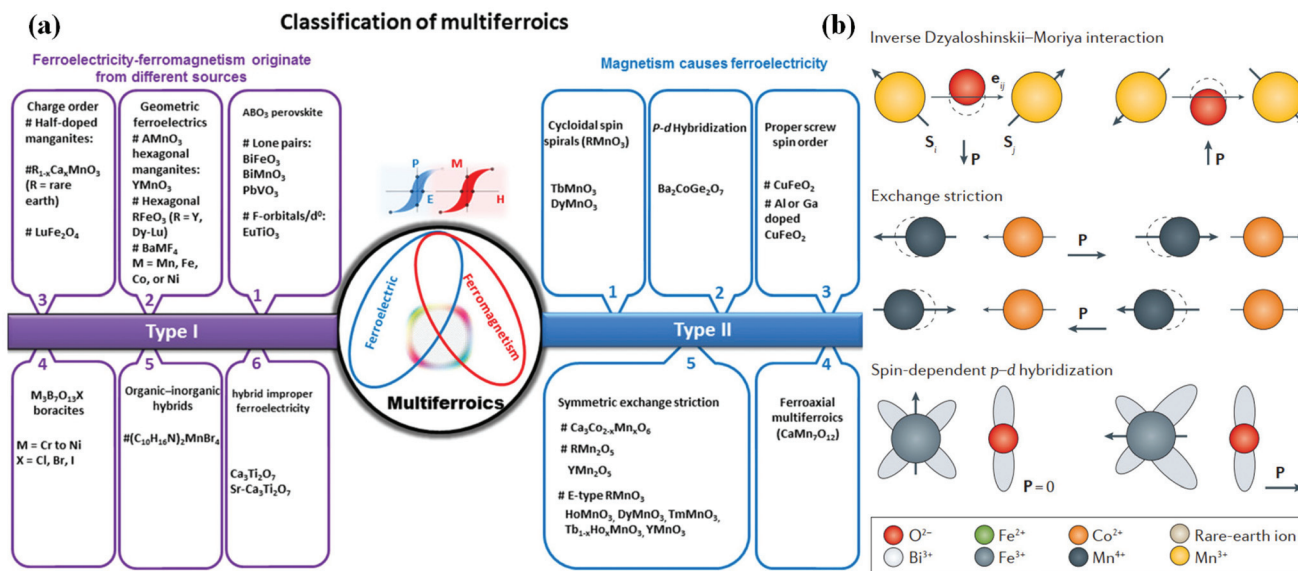 (a)
Classification of multiferroics
Ferroelectricity-ferromagnetism originate
from different sources
Charge order
# Half-doped
manganites:
#R₁₋ₓCaₓMnO₃
(R = rare
earth)
# LuFe₂O₄
3
Geometric
ferroelectrics
# AMnO₃
hexagonal
manganites:
YMnO₃
# Hexagonal
RFeO₃ (R = Y,
Dy-Lu)
# BaMF₄
M = Mn, Fe,
Co, or Ni
2
ABO₃ perovskite
# Lone pairs:
BiFeO₃
BiMnO₃
PbVO₃
# F-orbitals/d⁰:
EuTiO₃
1
Type I
4
M₃B₇O₁₃X
boracites
M = Cr to Ni
X = Cl, Br, I
5
Organic–inorganic
hybrids
#(C₁₀H₁₆N)₂MnBr₄
6
hybrid improper
ferroelectricity
Ca₃Ti₂O₇
Sr-Ca₃Ti₂O₇
P
E
M
H
Ferroelectric
Ferromagnetism
Multiferroics
Magnetism causes ferroelectricity
Cycloidal spin
spirals (RMnO₃)
TbMnO₃
DyMnO₃
1
P-d Hybridization
Ba₂CoGe₂O₇
2
Proper screw
spin order
# CuFeO₂
# Al or Ga
doped
CuFeO₂
3
Type II
5
Symmetric exchange striction
# Ca₃Co₂₋ₓMnₓO₆
# RMn₂O₅
YMn₂O₅
# E-type RMnO₃
HoMnO₃, DyMnO₃, TmMnO₃,
Tb₁₋ₓHoₓMnO₃, YMnO₃
4
Ferroaxial
multiferroics
(CaMn₇O₁₂)
(b)
Inverse Dzyaloshinskii–Moriya interaction
eᵢⱼ
Sᵢ
Sⱼ
P
P
Exchange striction
P
P
Spin-dependent p–d hybridization
P = 0
P
O²⁻
Fe²⁺
Co²⁺
Rare-earth ion
Bi³⁺
Fe³⁺
Mn⁴⁺
Mn³⁺